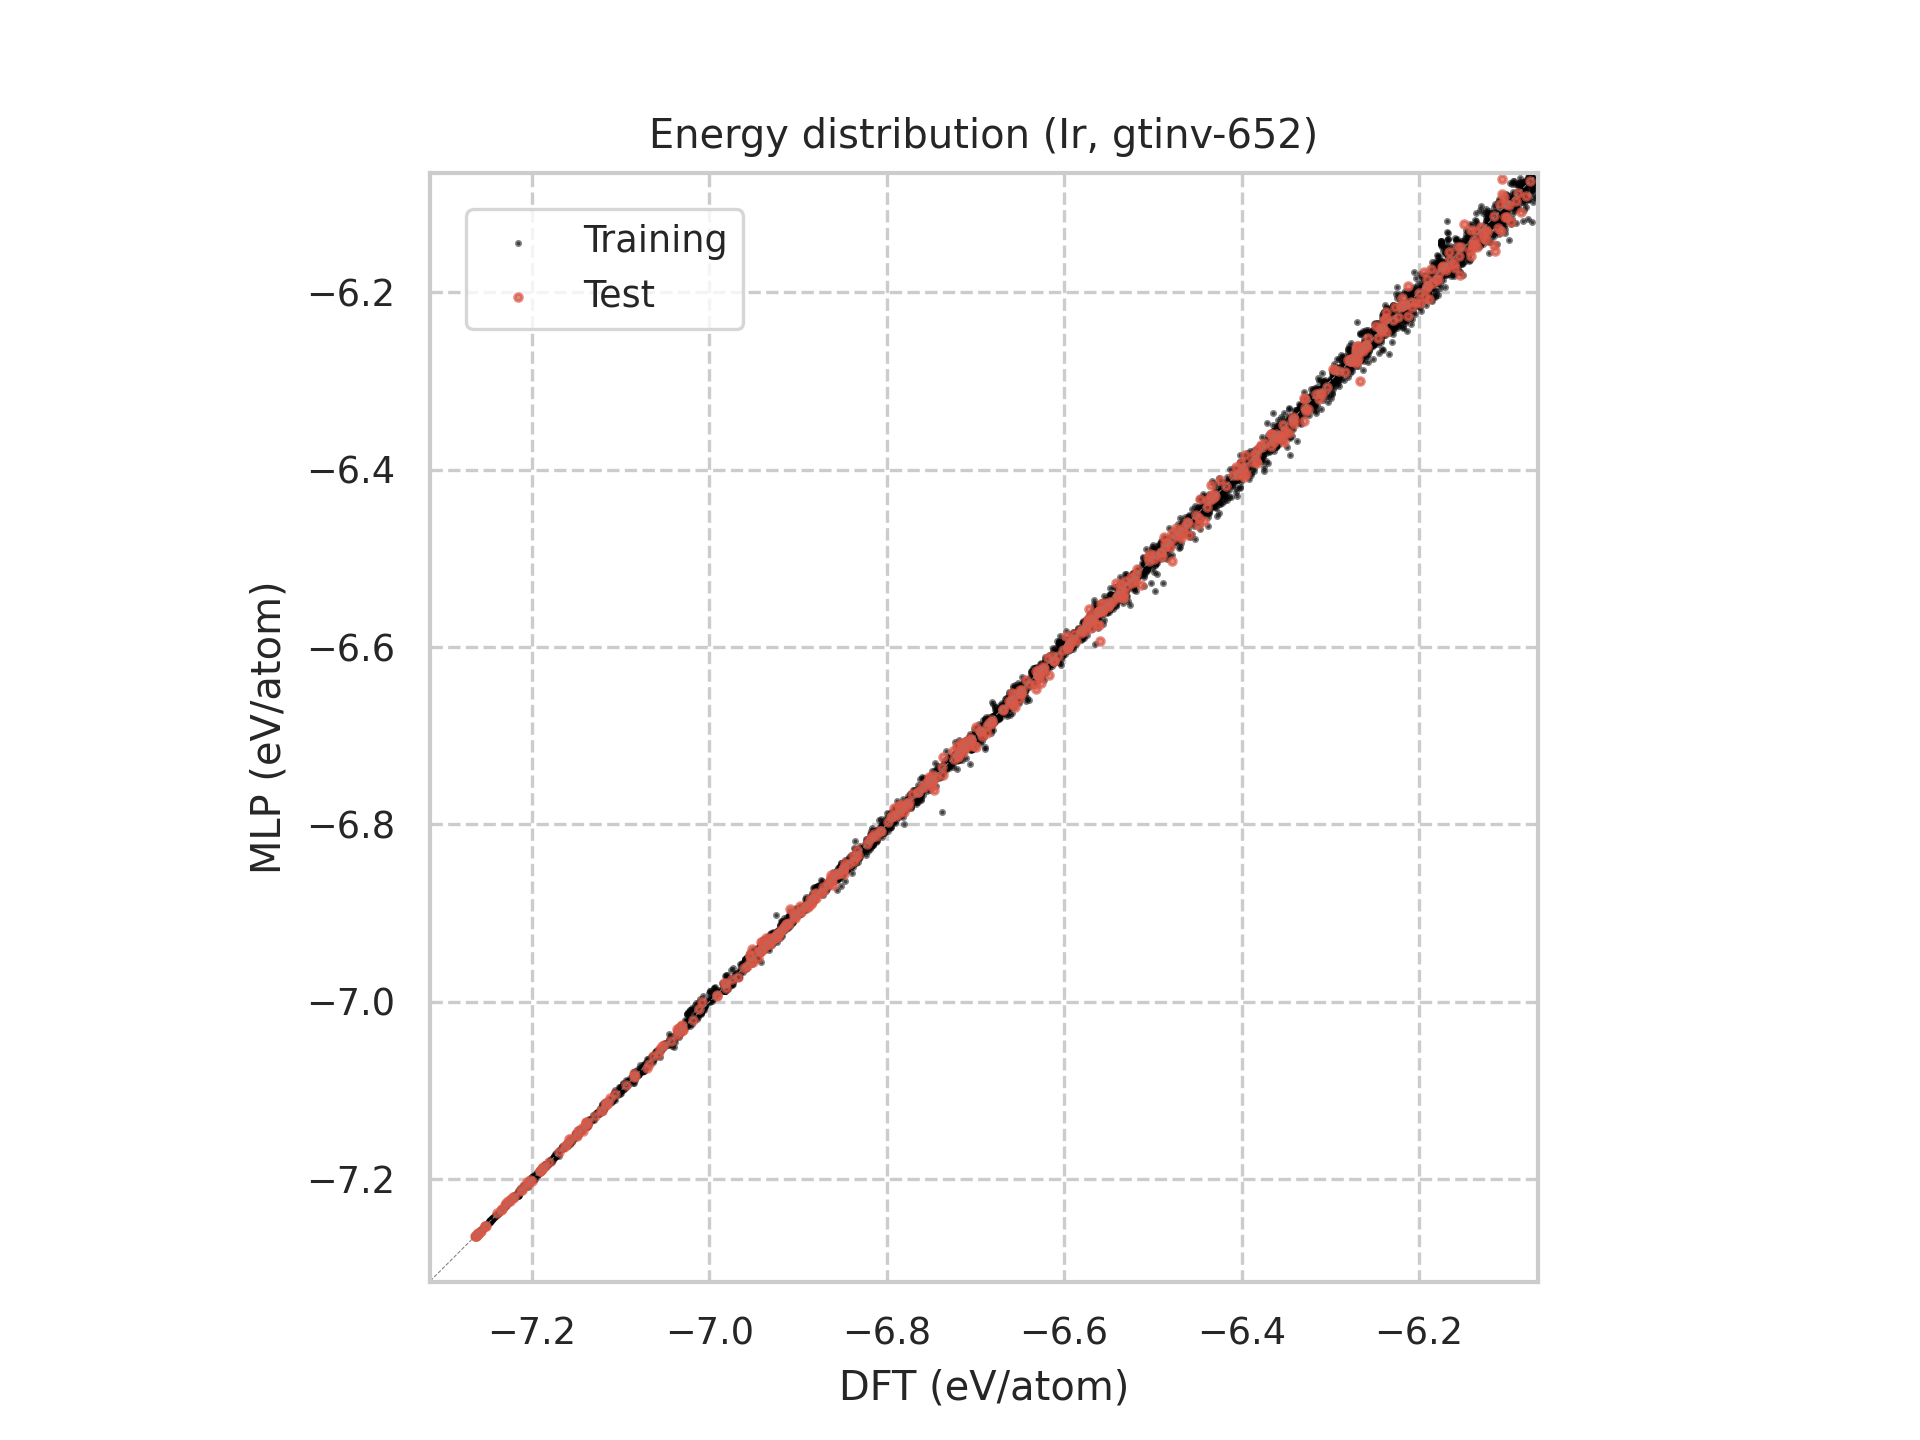 Energy distribution (Ir, gtinv-652)
Training
Test
MLP (eV/atom)
−6.2
−6.4
−6.6
−6.8
−7.0
−7.2
−7.2 −7.0 −6.8 −6.6 −6.4 −6.2
DFT (eV/atom)